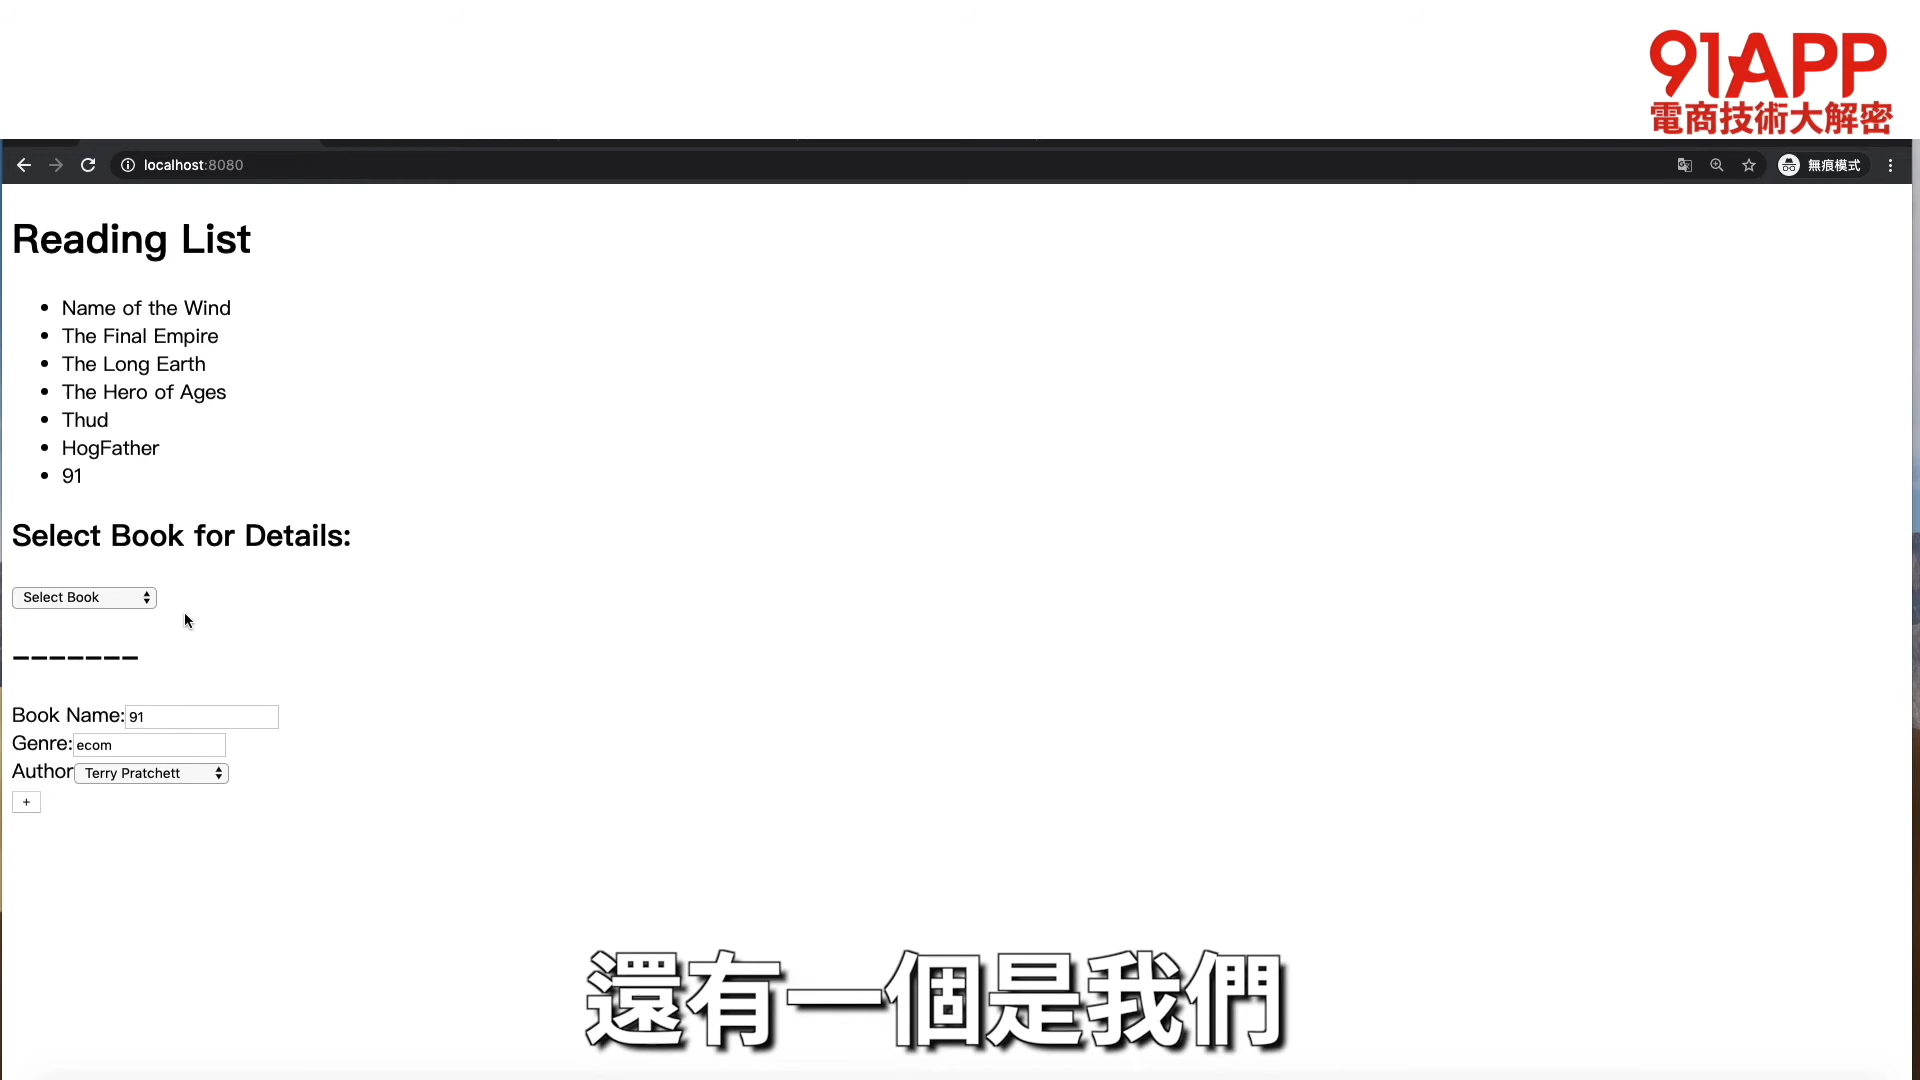 91APP
電商技術大解密
localhost:8080
無痕模式
Reading List
Name of the Wind
The Final Empire
The Long Earth
The Hero of Ages
Thud
HogFather
91
Select Book for Details:
Select Book
-------
Book Name: 91
Genre: ecom
Author Terry Pratchett
+
還有一個是我們